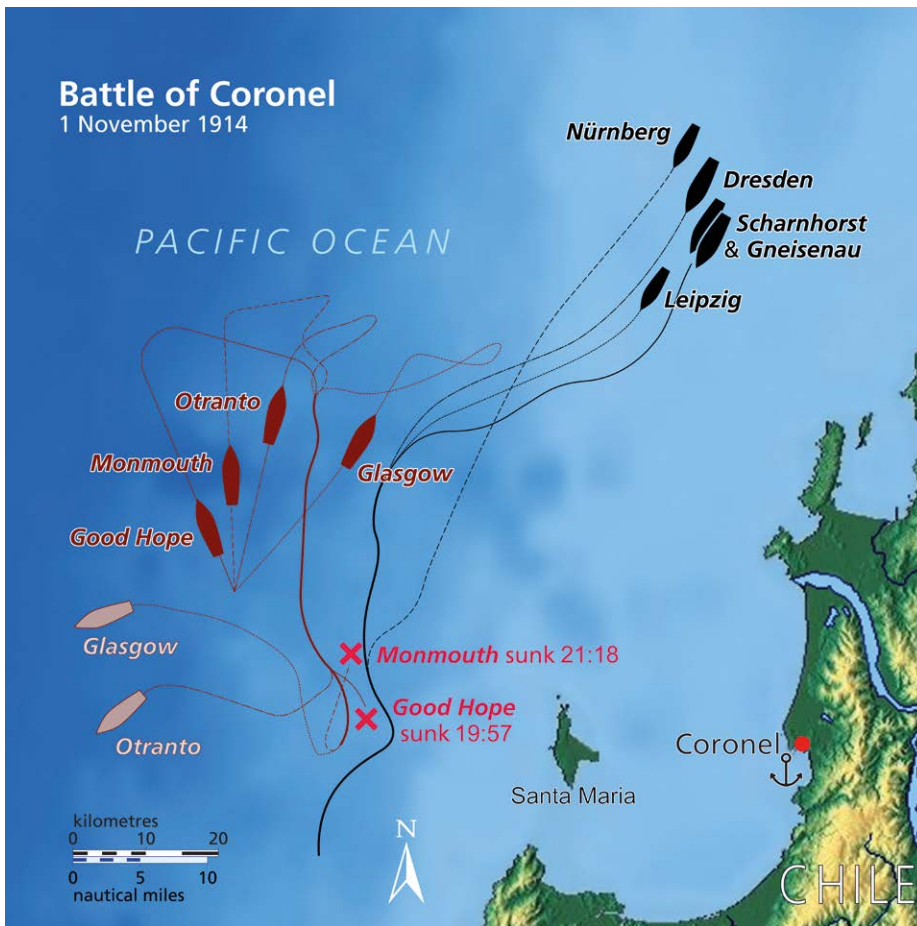 Battle of Coronel
1 November 1914
Nürnberg
Dresden
PACIFIC OCEAN
Scharnhorst
& Gneisenau
Leipzig
Otranto
Monmouth
Glasgow
Good Hope
Glasgow
Monmouth sunk 21:18
Good Hope
sunk 19:57
Otranto
Coronel
Santa Maria
kilometres
0 10 20
0 10
nautical miles
N
CHILE